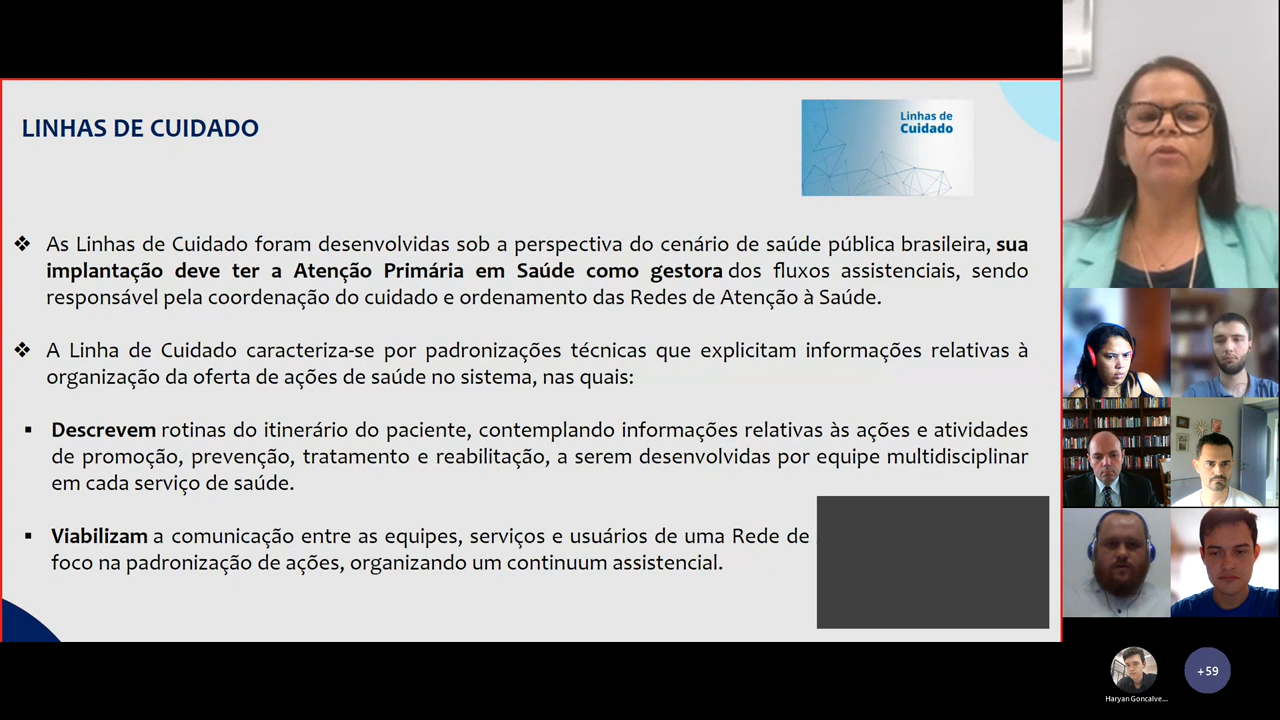 LINHAS DE CUIDADO
Linhas de
Cuidado
❖ As Linhas de Cuidado foram desenvolvidas sob a perspectiva do cenário de saúde pública brasileira, sua
implantação deve ter a Atenção Primária em Saúde como gestora dos fluxos assistenciais, sendo
responsável pela coordenação do cuidado e ordenamento das Redes de Atenção à Saúde.
❖ A Linha de Cuidado caracteriza-se por padronizações técnicas que explicitam informações relativas à
organização da oferta de ações de saúde no sistema, nas quais:
▪ Descrevem rotinas do itinerário do paciente, contemplando informações relativas às ações e atividades
de promoção, prevenção, tratamento e reabilitação, a serem desenvolvidas por equipe multidisciplinar
em cada serviço de saúde.
▪ Viabilizam a comunicação entre as equipes, serviços e usuários de uma Rede de
foco na padronização de ações, organizando um continuum assistencial.
Haryan Goncalve...
+59